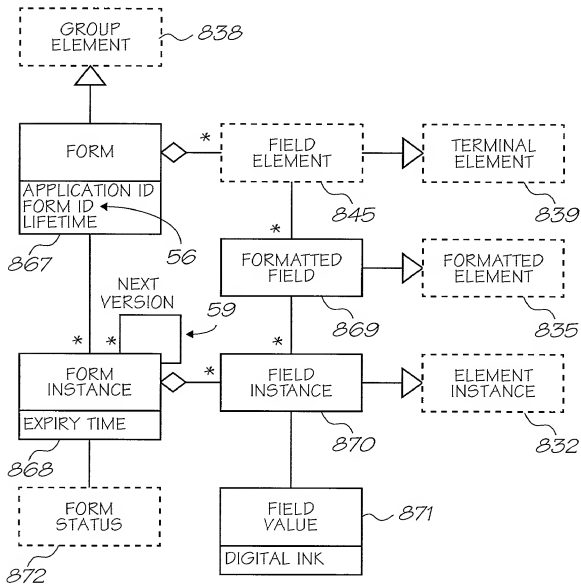 GROUP
ELEMENT
838
FORM
*
FIELD
ELEMENT
TERMINAL
ELEMENT
APPLICATION ID
FORM ID
LIFETIME
867
56
845
839
*
FORMATTED
FIELD
FORMATTED
ELEMENT
NEXT
VERSION
59
869
835
* *
*
*
FORM
INSTANCE
FIELD
INSTANCE
ELEMENT
INSTANCE
EXPIRY TIME
868
870
832
FORM
STATUS
872
FIELD
VALUE
871
DIGITAL INK